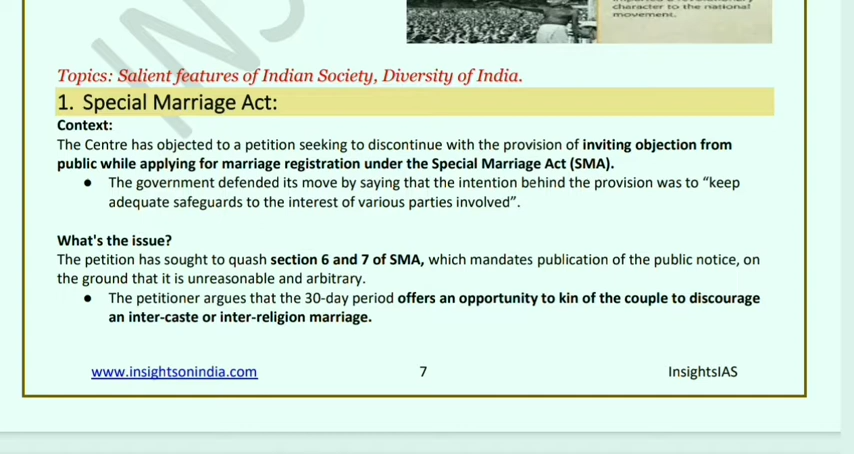 character to the national
movement.
INS
Topics: Salient features of Indian Society, Diversity of India.
1. Special Marriage Act:
Context:
The Centre has objected to a petition seeking to discontinue with the provision of inviting objection from
public while applying for marriage registration under the Special Marriage Act (SMA).
● The government defended its move by saying that the intention behind the provision was to “keep
adequate safeguards to the interest of various parties involved”.
What's the issue?
The petition has sought to quash section 6 and 7 of SMA, which mandates publication of the public notice, on
the ground that it is unreasonable and arbitrary.
● The petitioner argues that the 30-day period offers an opportunity to kin of the couple to discourage
an inter-caste or inter-religion marriage.
www.insightsonindia.com 7 InsightsIAS